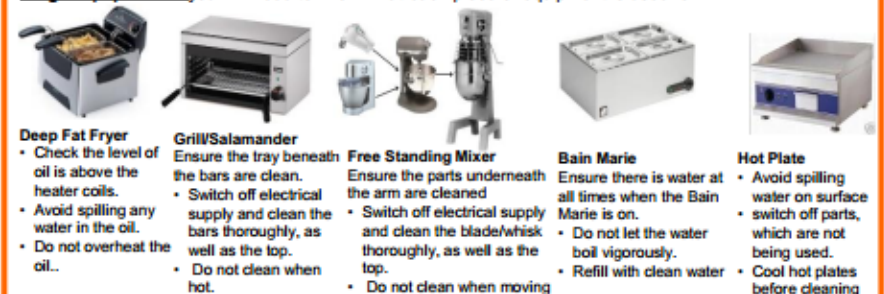 Deep Fat Fryer
• Check the level of
oil is above the
heater coils.
• Avoid spilling any
water in the oil.
• Do not overheat the
oil..
Grill/Salamander
Ensure the tray beneath
the bars are clean.
• Switch off electrical
supply and clean the
bars thoroughly, as
well as the top.
• Do not clean when
hot.
Free Standing Mixer
Ensure the parts underneath
the arm are cleaned
• Switch off electrical supply
and clean the blade/whisk
thoroughly, as well as the
top.
• Do not clean when moving
Bain Marie
Ensure there is water at
all times when the Bain
Marie is on.
• Do not let the water
boil vigorously.
• Refill with clean water
Hot Plate
• Avoid spilling
water on surface
• switch off parts,
which are not
being used.
• Cool hot plates
before cleaning